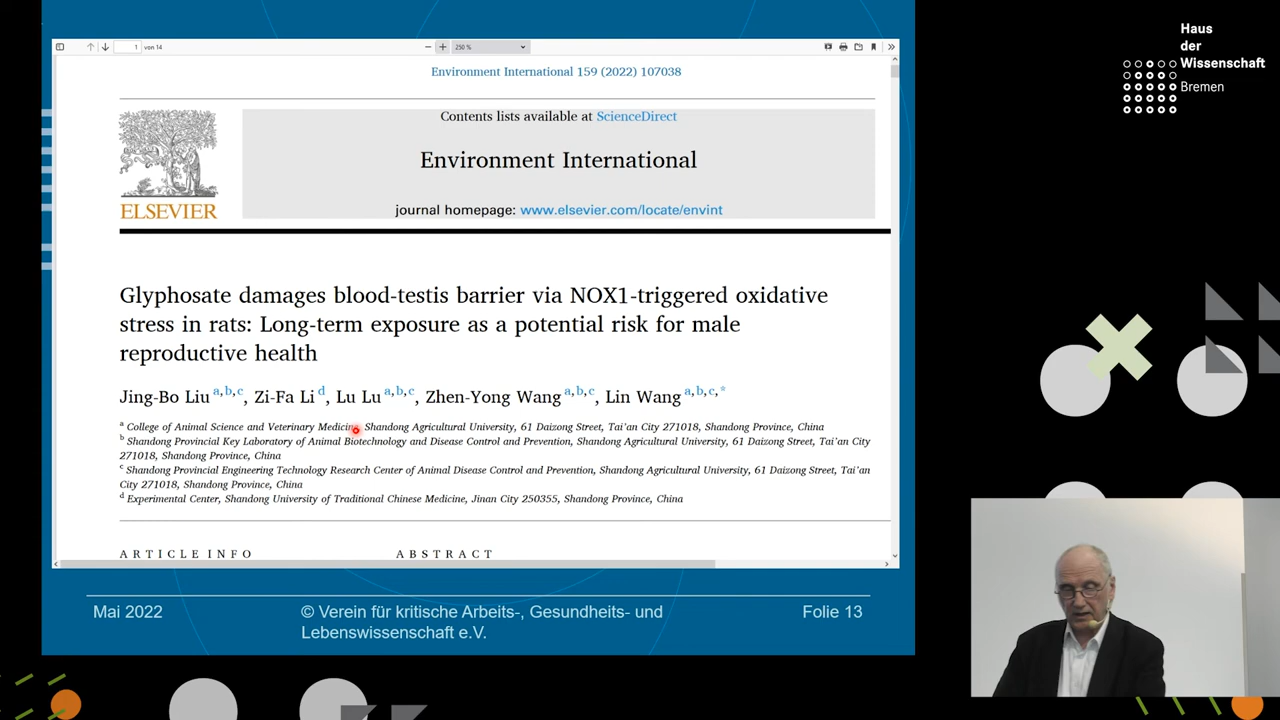 Haus
der
Wissenschaft
Bremen
1 von 14
250 %
Environment International 159 (2022) 107038
Contents lists available at ScienceDirect
Environment International
journal homepage: www.elsevier.com/locate/envint
ELSEVIER
Glyphosate damages blood-testis barrier via NOX1-triggered oxidative
stress in rats: Long-term exposure as a potential risk for male
reproductive health
Jing-Bo Liu a,b,c, Zi-Fa Li d, Lu Lu a,b,c, Zhen-Yong Wang a,b,c, Lin Wang a,b,c,*
a College of Animal Science and Veterinary Medicine, Shandong Agricultural University, 61 Daizong Street, Tai'an City 271018, Shandong Province, China
b Shandong Provincial Key Laboratory of Animal Biotechnology and Disease Control and Prevention, Shandong Agricultural University, 61 Daizong Street, Tai'an City
271018, Shandong Province, China
c Shandong Provincial Engineering Technology Research Center of Animal Disease Control and Prevention, Shandong Agricultural University, 61 Daizong Street, Tai'an
City 271018, Shandong Province, China
d Experimental Center, Shandong University of Traditional Chinese Medicine, Jinan City 250355, Shandong Province, China
ARTICLE INFO
ABSTRACT
Mai 2022
© Verein für kritische Arbeits-, Gesundheits- und
Lebenswissenschaft e.V.
Folie 13